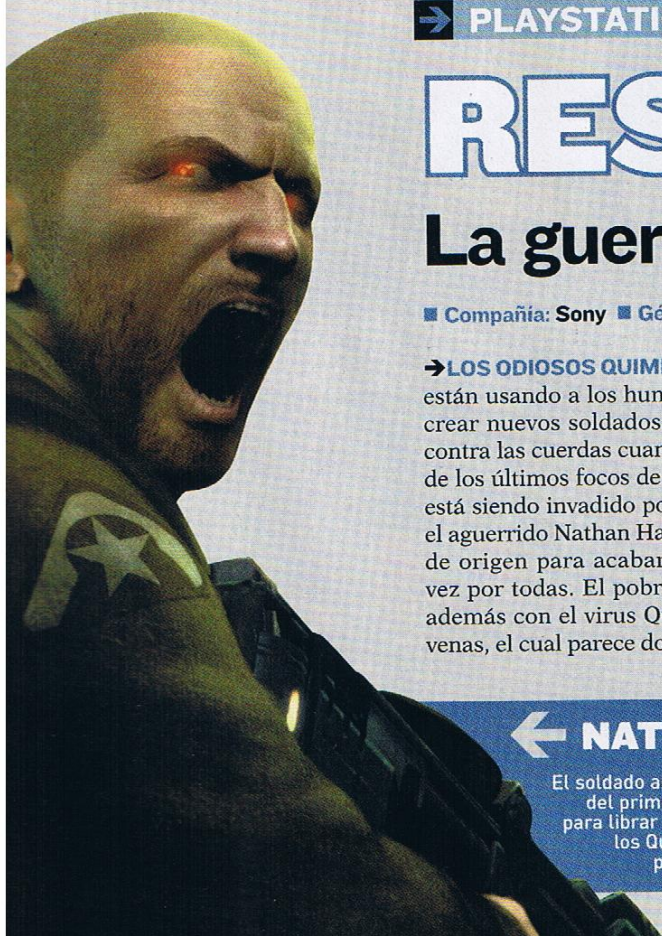 PLAYSTATI
RES
La guer
Compañía: Sony ■ Gé
LOS ODIOSOS QUIM
están usando a los hum
crear nuevos soldados
contra las cuerdas cuan
de los últimos focos de
está siendo invadido po
el aguerrido Nathan Ha
de origen para acabar
vez por todas. El pobr
además con el virus Q
venas, el cual parece do
NAT
El soldado a
del prim
para librar
los Qu
p